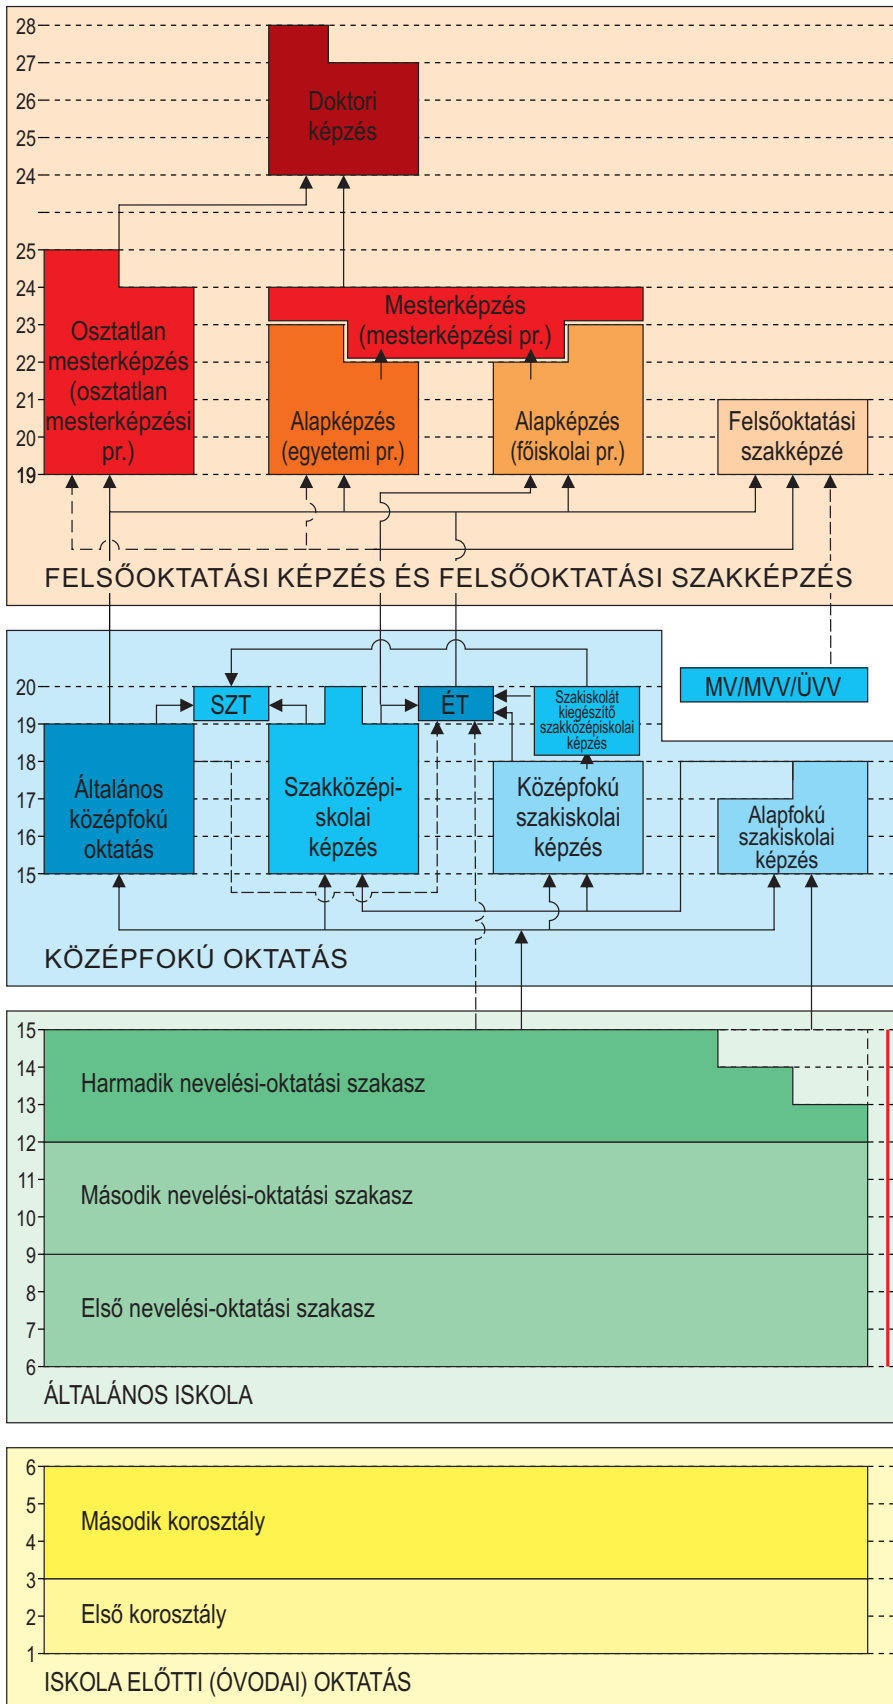 28
27
26
25
24
25
24
23
22
21
20
19
Doktori
képzés
Osztatlan
mesterképzés
(osztatlan
mesterképzési
pr.)
Mesterképzés
(mesterképzési pr.)
Alapképzés
(egyetemi pr.)
Alapképzés
(főiskolai pr.)
Felsőoktatási
szakképzé
FELSŐOKTATÁSI KÉPZÉS ÉS FELSŐOKTATÁSI SZAKKÉPZÉS
20
19
18
17
16
15
SZT
ÉT
Szakiskolát
kiegészítő
szakközépiskolai
képzés
MV/MVV/ÜVV
Általános
középfokú
oktatás
Szakközépi-
skolai
képzés
Középfokú
szakiskolai
képzés
Alapfokú
szakiskolai
képzés
KÖZÉPFOKÚ OKTATÁS
15
14
13
12
11
10
9
8
7
6
Harmadik nevelési-oktatási szakasz
Második nevelési-oktatási szakasz
Első nevelési-oktatási szakasz
ÁLTALÁNOS ISKOLA
6
5
4
3
2
1
Második korosztály
Első korosztály
ISKOLA ELŐTTI (ÓVODAI) OKTATÁS